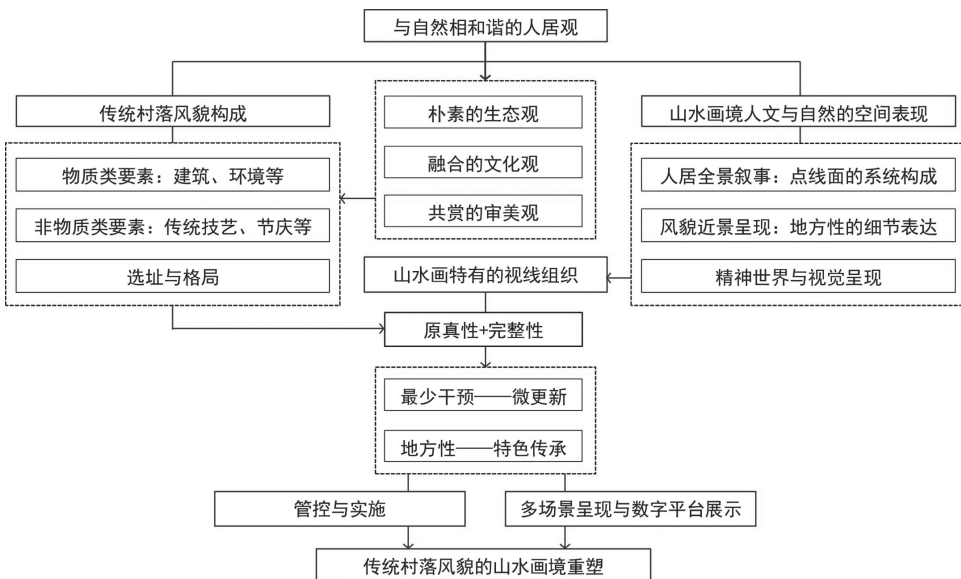 与自然相和谐的人居观
传统村落风貌构成
朴素的生态观
山水画境人文与自然的空间表现
物质类要素：建筑、环境等
融合的文化观
人居全景叙事：点线面的系统构成
非物质类要素：传统技艺、节庆等
共赏的审美观
风貌近景呈现：地方性的细节表达
选址与格局
山水画特有的视线组织
精神世界与视觉呈现
原真性+完整性
最少干预——微更新
地方性——特色传承
管控与实施
多场景呈现与数字平台展示
传统村落风貌的山水画境重塑